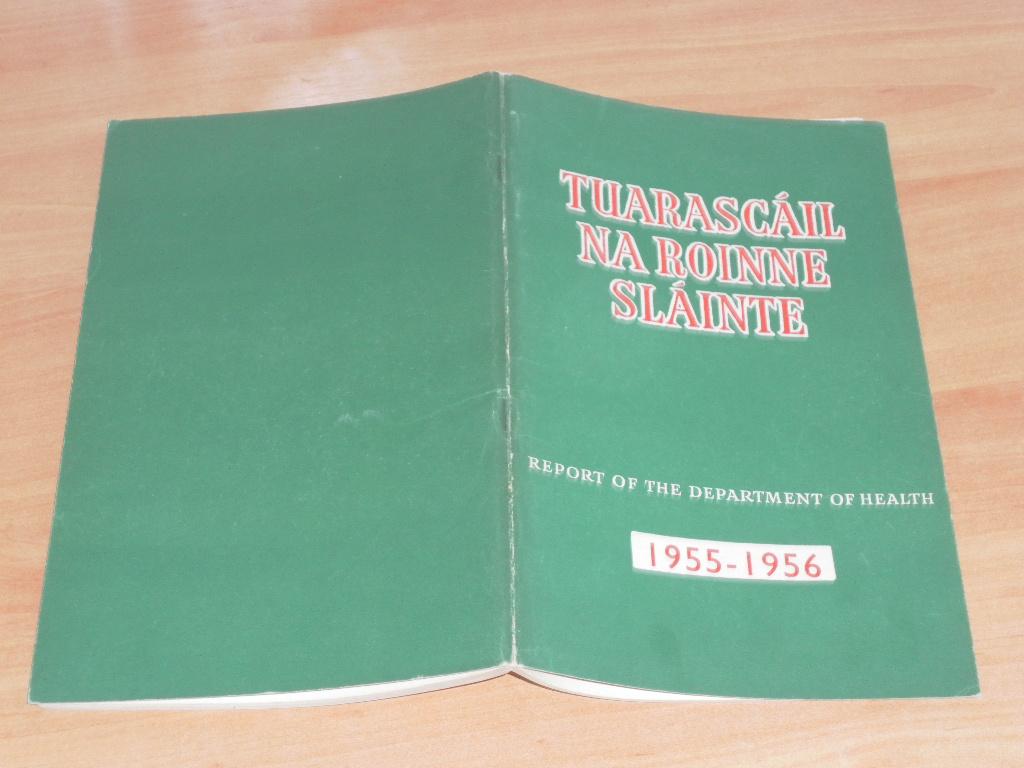 TUARASCÁIL
NA ROINNE
SLÁINTE
REPORT OF THE DEPARTMENT OF HEALTH
1955-1956